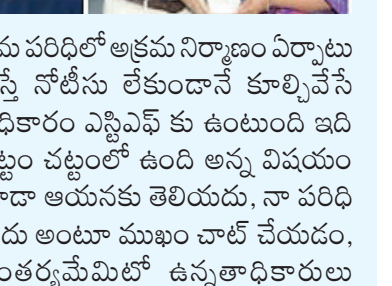 మ పరిధిలో అక్రమ నిర్మాణం ఏర్పాటు
స్తే నోటీసు లేకుండానే కూల్చివేసే
ధికారం ఎస్టిఎఫ్ కు ఉంటుంది ఇది
ట్టం చట్టంలో ఉంది అన్న విషయం
డా ఆయనకు తెలియదు, నా పరిధి
దు అంటూ ముఖం చాట్ చేయడం,
ంతర్యమేమిటో ఉన్నతాధికారులు